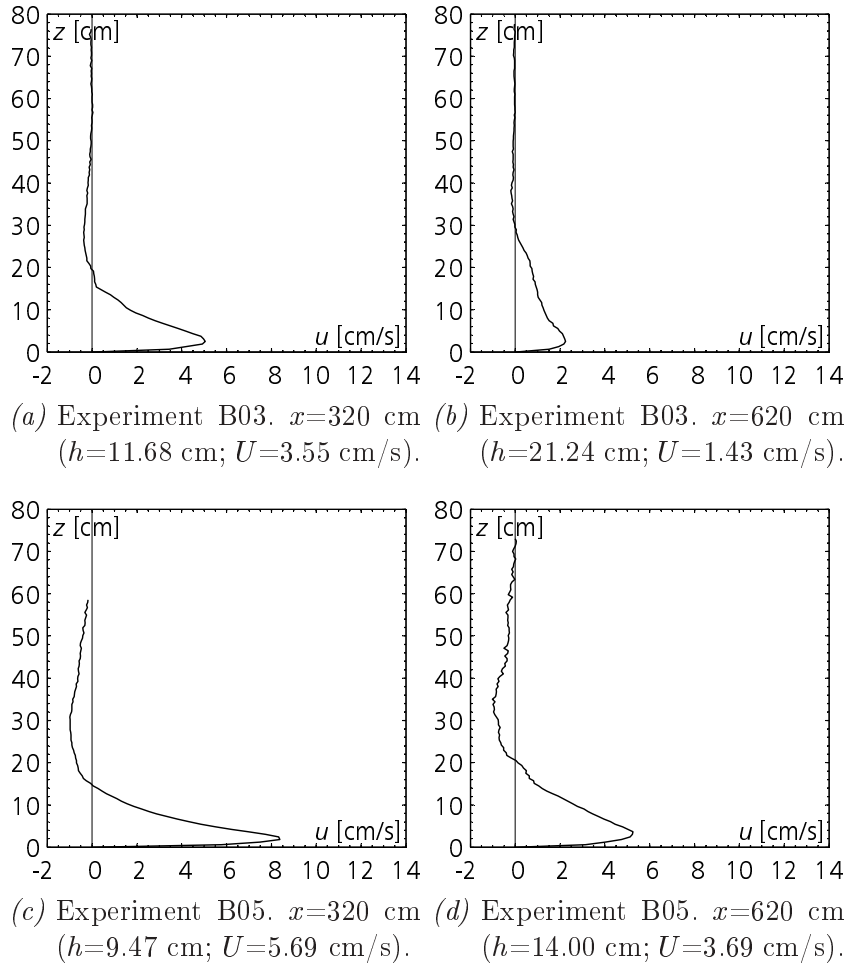 80
z [cm]
70
60
50
40
30
20
10
u [cm/s]
0
-2 0 2 4 6 8 10 12 14
(a) Experiment B03. x=320 cm
(h=11.68 cm; U=3.55 cm/s).
80
z [cm]
70
60
50
40
30
20
10
u [cm/s]
0
-2 0 2 4 6 8 10 12 14
(b) Experiment B03. x=620 cm
(h=21.24 cm; U=1.43 cm/s).
80
z [cm]
70
60
50
40
30
20
10
u [cm/s]
0
-2 0 2 4 6 8 10 12 14
(c) Experiment B05. x=320 cm
(h=9.47 cm; U=5.69 cm/s).
80
z [cm]
70
60
50
40
30
20
10
u [cm/s]
0
-2 0 2 4 6 8 10 12 14
(d) Experiment B05. x=620 cm
(h=14.00 cm; U=3.69 cm/s).